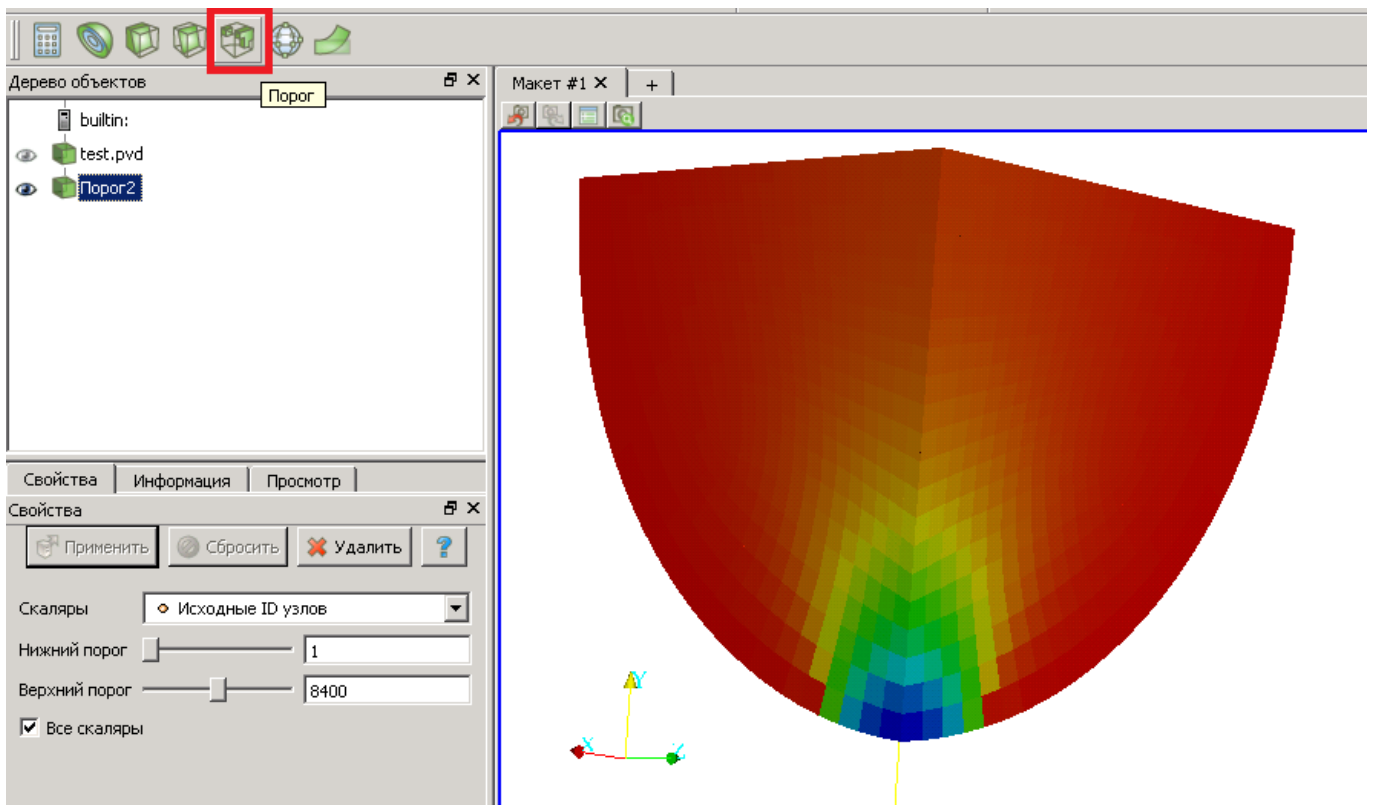 Дерево объектов
Порог
builtin:
test.pvd
Порог2
Свойства Информация Просмотр
Свойства
Применить Сбросить Удалить ?
Скаляры Исходные ID узлов
Нижний порог 1
Верхний порог 8400
Все скаляры
Макет #1 X +
Y
X Z